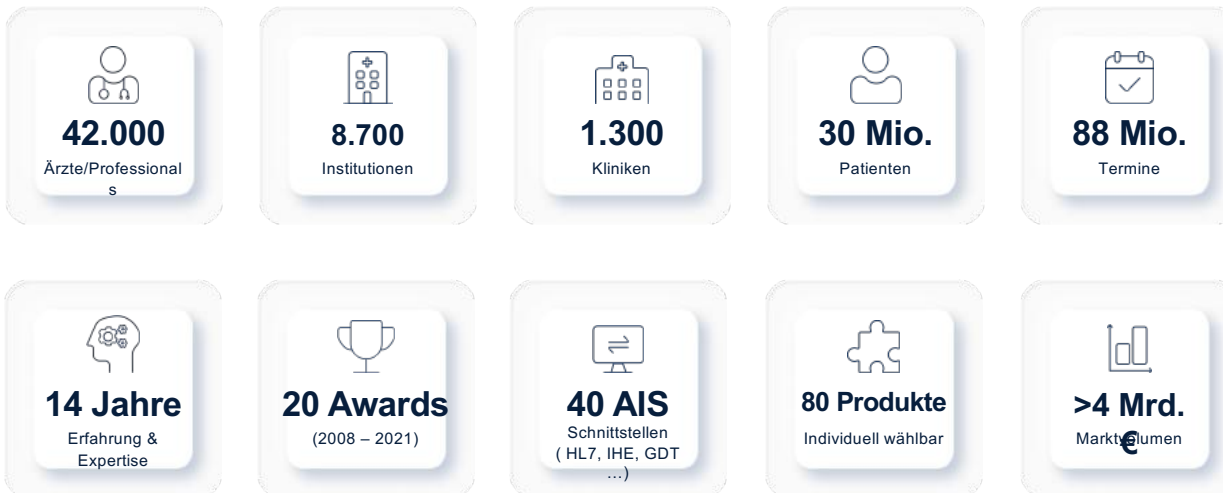 42.000
Ärzte/Professional
s
8.700
Institutionen
1.300
Kliniken
30 Mio.
Patienten
88 Mio.
Termine
14 Jahre
Erfahrung &
Expertise
20 Awards
(2008 – 2021)
40 AIS
Schnittstellen
( HL7, IHE, GDT
...)
80 Produkte
Individuell wählbar
>4 Mrd.
€
Marktvolumen